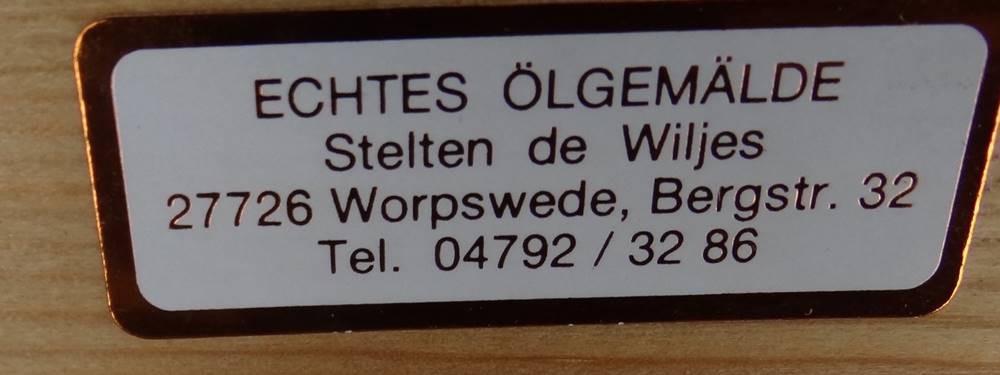 ECHTES ÖLGEMÄLDE
Stelten de Wiljes
27726 Worpswede, Bergstr. 32
Tel. 04792 / 32 86